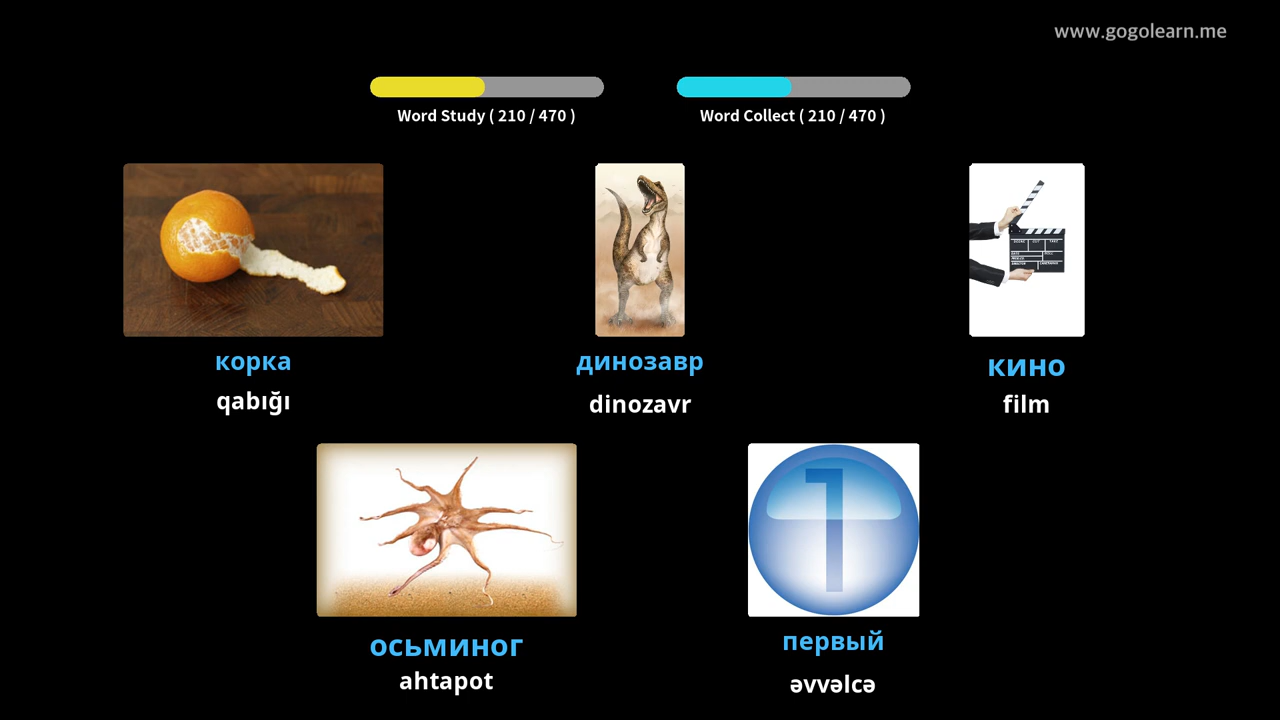 www.gogolearn.me
Word Study ( 210 / 470 )
Word Collect ( 210 / 470 )
корка
qabığı
динозавр
dinozavr
кино
film
осьминог
ahtapot
первый
əvvəlcə
1